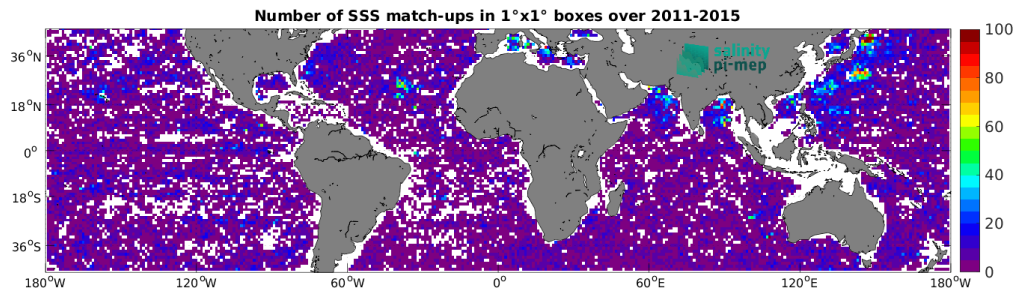 Number of SSS match-ups in 1°x1° boxes over 2011-2015
salinity
pi-mep
36°N
18°N
0°
18°S
36°S
180°W
120°W
60°W
0°
60°E
120°E
180°W
100
80
60
40
20
0